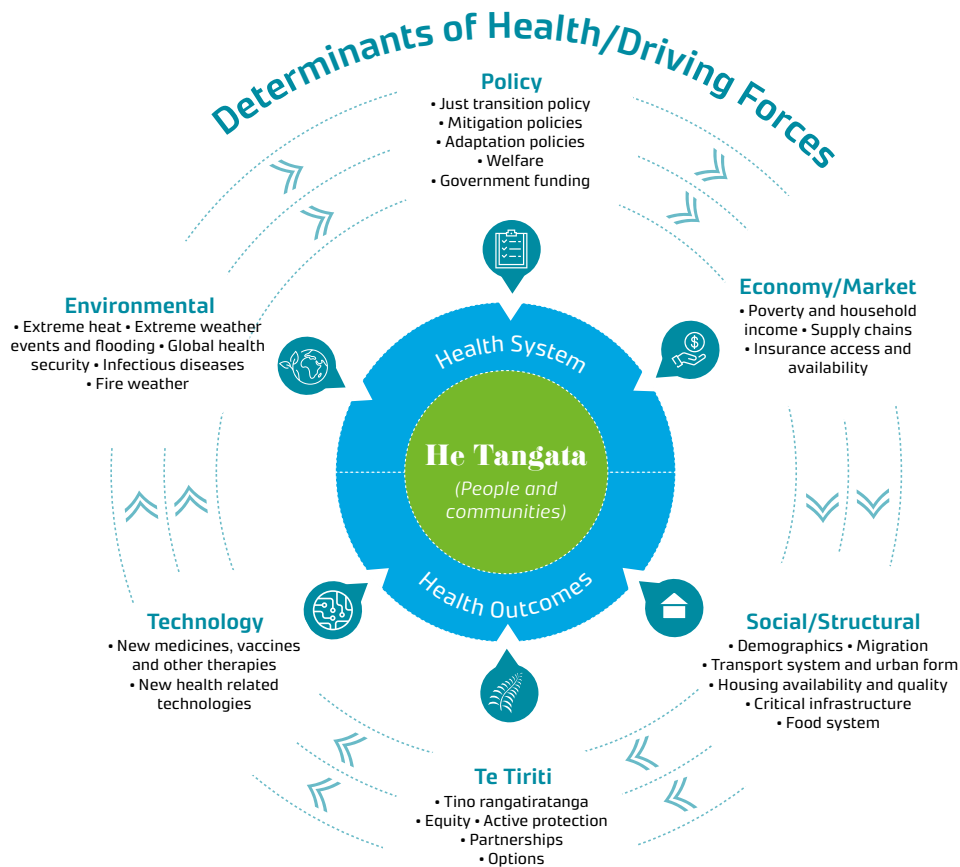 Determinants of Health/Driving Forces
Policy
• Just transition policy
• Mitigation policies
• Adaptation policies
• Welfare
• Government funding
Environmental
• Extreme heat • Extreme weather
events and flooding • Global health
security • Infectious diseases
• Fire weather
Economy/Market
• Poverty and household
income • Supply chains
• Insurance access and
availability
Health System
He Tangata
(People and
communities)
Health Outcomes
Technology
• New medicines, vaccines
and other therapies
• New health related
technologies
Social/Structural
• Demographics • Migration
• Transport system and urban form
• Housing availability and quality
• Critical infrastructure
• Food system
Te Tiriti
• Tino rangatiratanga
• Equity • Active protection
• Partnerships
• Options